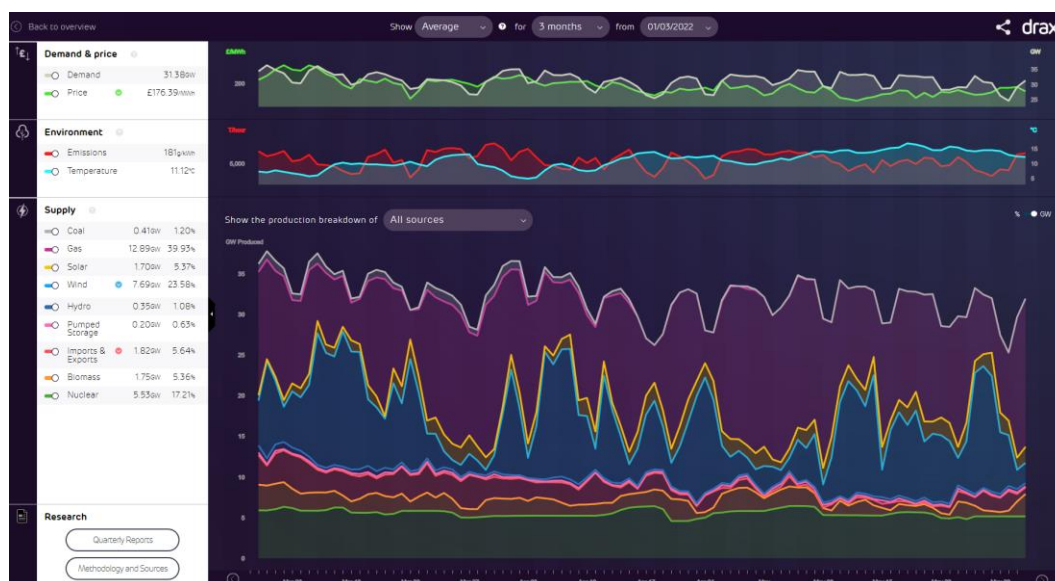 Back to overview
Show Average for 3 months from 01/03/2022
drax
Demand & price
Demand 31.38GW
Price £176.39/MWh
Environment
Emissions 181g/kWh
Temperature 11.12°C
Supply
Coal 0.41GW 1.20%
Gas 12.89GW 39.93%
Solar 1.70GW 5.37%
Wind 7.69GW 23.58%
Hydro 0.35GW 1.08%
Pumped
Storage 0.20GW 0.63%
Imports &
Exports 1.82GW 5.64%
Biomass 1.75GW 5.36%
Nuclear 5.53GW 17.21%
Research
Quarterly Reports
Methodology and Sources
£/MWh
GW
200
35
30
25
T/hour
°C
6,000
15
10
5
Show the production breakdown of All sources
% GW
GW Produced
35
30
25
20
15
10
5
0